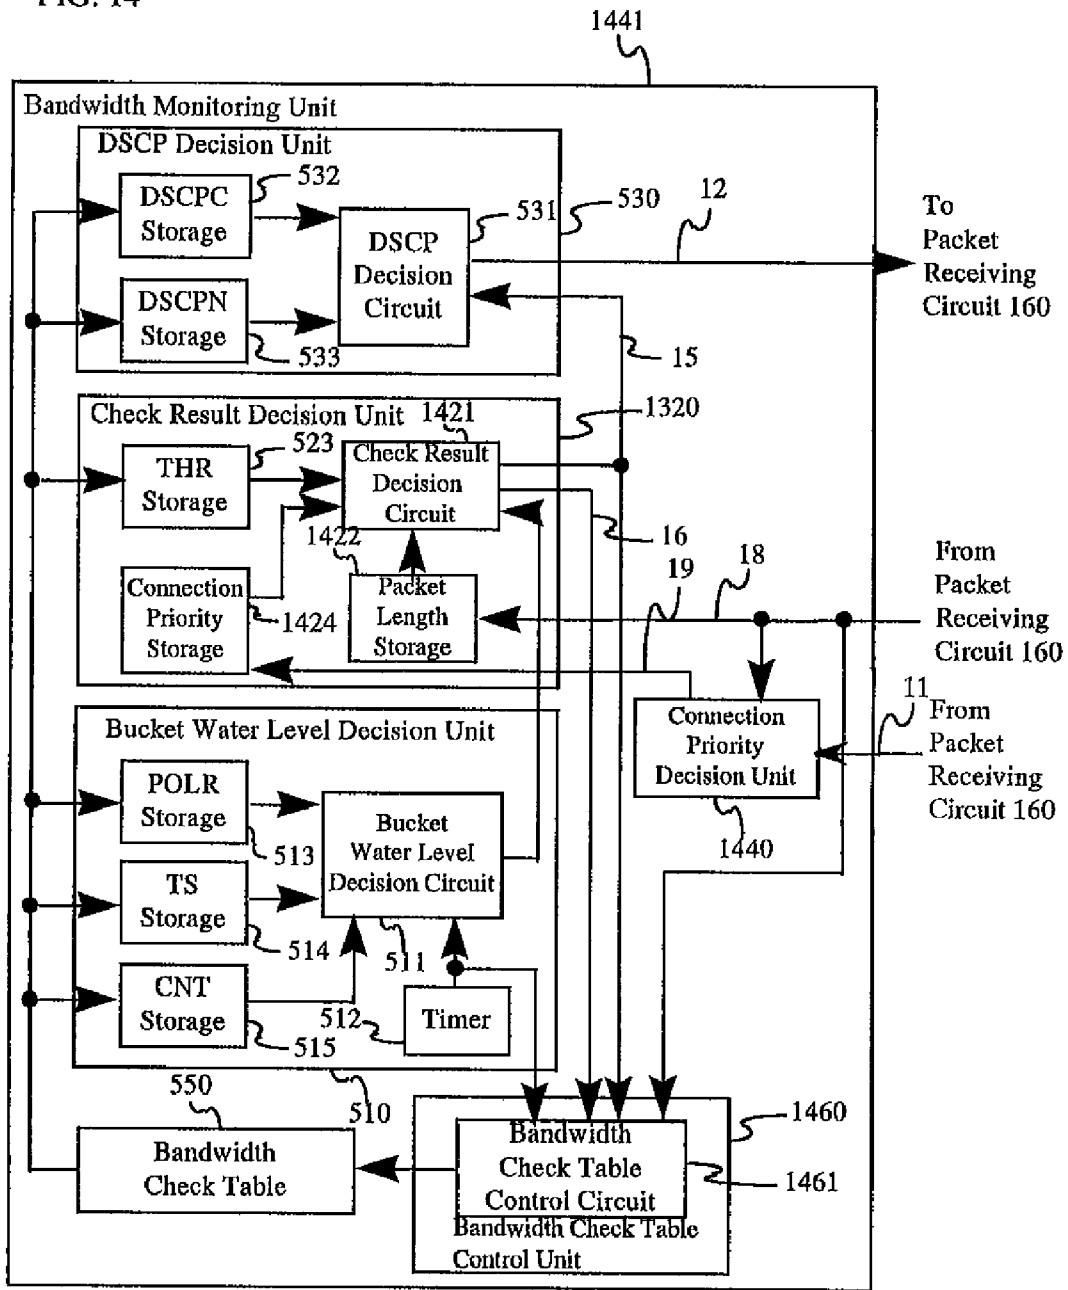 FIG. 14
1441
Bandwidth Monitoring Unit
DSCP Decision Unit
532
DSCPC
Storage
531
530
12
To
Packet
Receiving
Circuit 160
DSCP
Decision
Circuit
DSCPN
Storage
533
15
Check Result Decision Unit
1421
1320
523
THR
Storage
Check Result
Decision
Circuit
1422
16
19
18
From
Packet
Receiving
Circuit 160
Connection
Priority
Storage
1424
Packet
Length
Storage
11
From
Packet
Receiving
Circuit 160
Connection
Priority
Decision Unit
1440
Bucket Water Level Decision Unit
POLR
Storage
513
Bucket
Water Level
Decision Circuit
TS
Storage
514
511
CNT
Storage
515
512
Timer
550
510
Bandwidth
Check Table
1460
Bandwidth
Check Table
Control Circuit
1461
Bandwidth Check Table
Control Unit